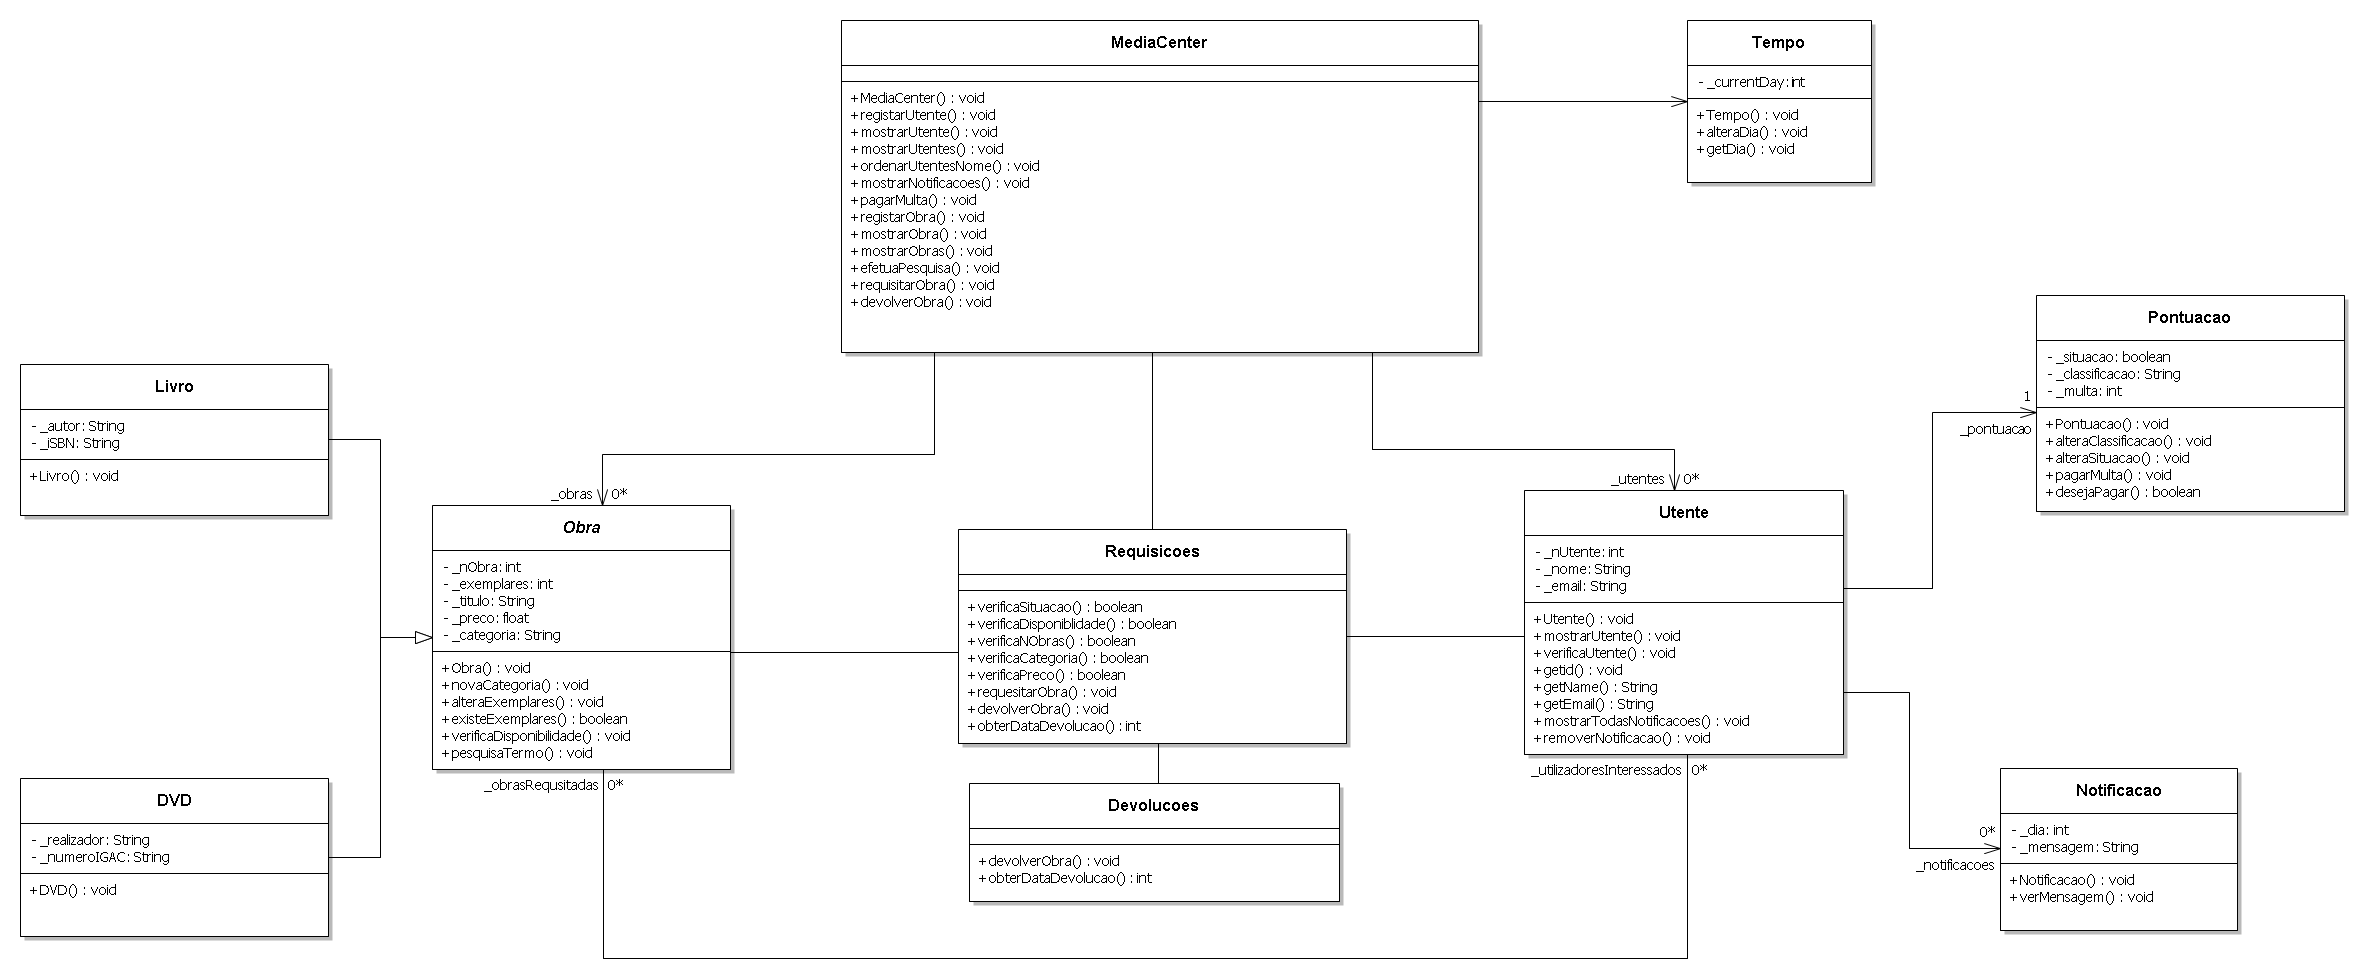 MediaCenter
+MediaCenter() : void
+registarUtente() : void
+mostrarUtente() : void
+mostrarUtentes() : void
+ordenarUtentesNome() : void
+mostrarNotificacoes() : void
+pagarMulta() : void
+registarObra() : void
+mostrarObra() : void
+mostrarObras() : void
+efetuaPesquisa() : void
+requisitarObra() : void
+devolverObra() : void
Tempo
- _currentDay: int
+Tempo() : void
+alteraDia() : void
+getDia() : void
Pontuacao
- _situacao: boolean
- _classificacao: String
- _multa: int
+Pontuacao() : void
+alteraClassificacao() : void
+alteraSituacao() : void
+pagarMulta() : void
+desejaPagar() : boolean
1
_pontuacao
Livro
- _autor: String
- _iSBN: String
+Livro() : void
_obras 0*
Obra
- _nObra: int
- _exemplares: int
- _titulo: String
- _preco: float
- _categoria: String
+Obra() : void
+novaCategoria() : void
+alteraExemplares() : void
+existeExemplares() : boolean
+verificaDisponibilidade() : void
+pesquisaTermo() : void
_obrasRequsitadas 0*
Requisicoes
+verificaSituacao() : boolean
+verificaDisponiblidade() : boolean
+verificaNObras() : boolean
+verificaCategoria() : boolean
+verificaPreco() : boolean
+requesitarObra() : void
+devolverObra() : void
+obterDataDevolucao() : int
_utentes 0*
Utente
- _nUtente: int
- _nome: String
- _email: String
+Utente() : void
+mostrarUtente() : void
+verificaUtente() : void
+getid() : void
+getName() : String
+getEmail() : String
+mostrarTodasNotificacoes() : void
+removerNotificacao() : void
_utilizadoresInteressados 0*
DVD
- _realizador: String
- _numeroIGAC: String
+DVD() : void
Devolucoes
+devolverObra() : void
+obterDataDevolucao() : int
Notificacao
- _dia: int
- _mensagem: String
+Notificacao() : void
+verMensagem() : void
0*
_notificacoes